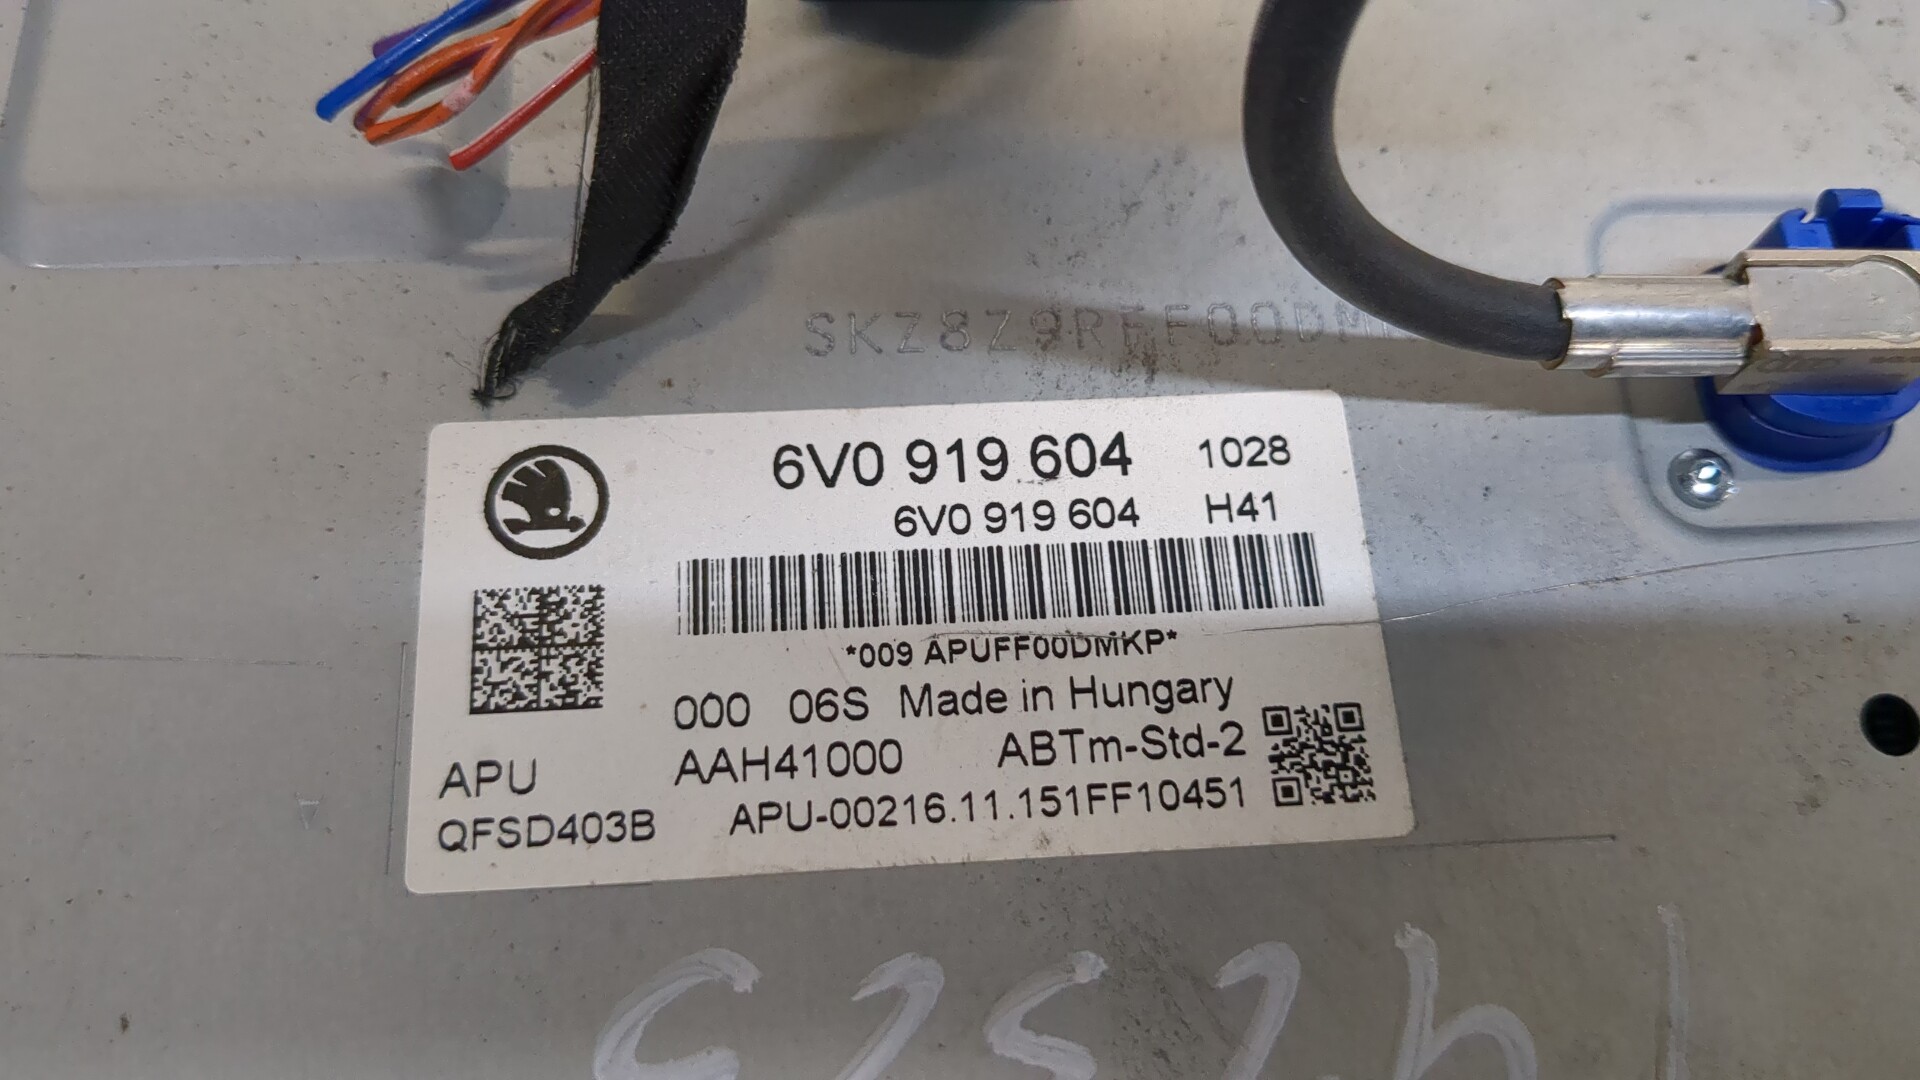 SKZ8Z9RFF00DM
6V0 919 604 1028
6V0 919 604 H41
*009 APUFF00DMKP*
000 06S Made in Hungary
APU AAH41000 ABTm-Std-2
QFSD403B APU-00216.11.151FF10451